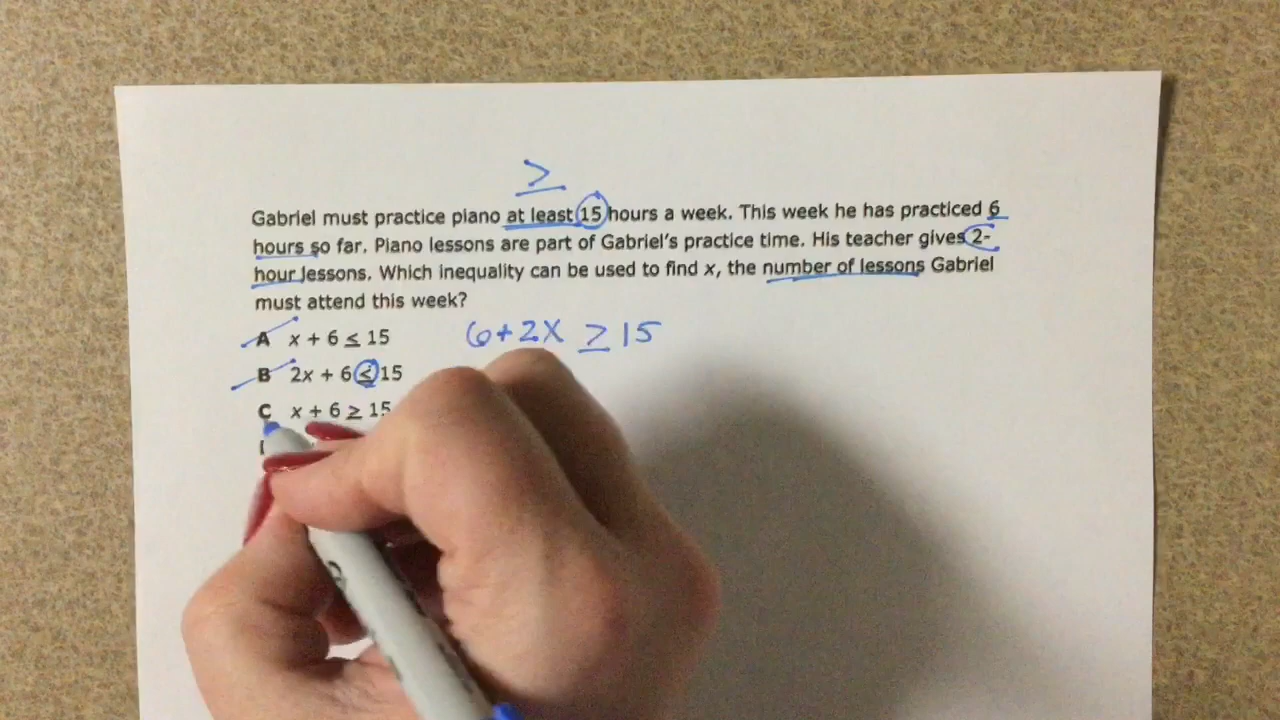 ≥
Gabriel must practice piano at least 15 hours a week. This week he has practiced 6
hours so far. Piano lessons are part of Gabriel's practice time. His teacher gives 2-
hour lessons. Which inequality can be used to find x, the number of lessons Gabriel
must attend this week?
A x + 6 ≤ 15 6+2x ≥ 15
B 2x + 6 ≤ 15
C x + 6 ≥ 15